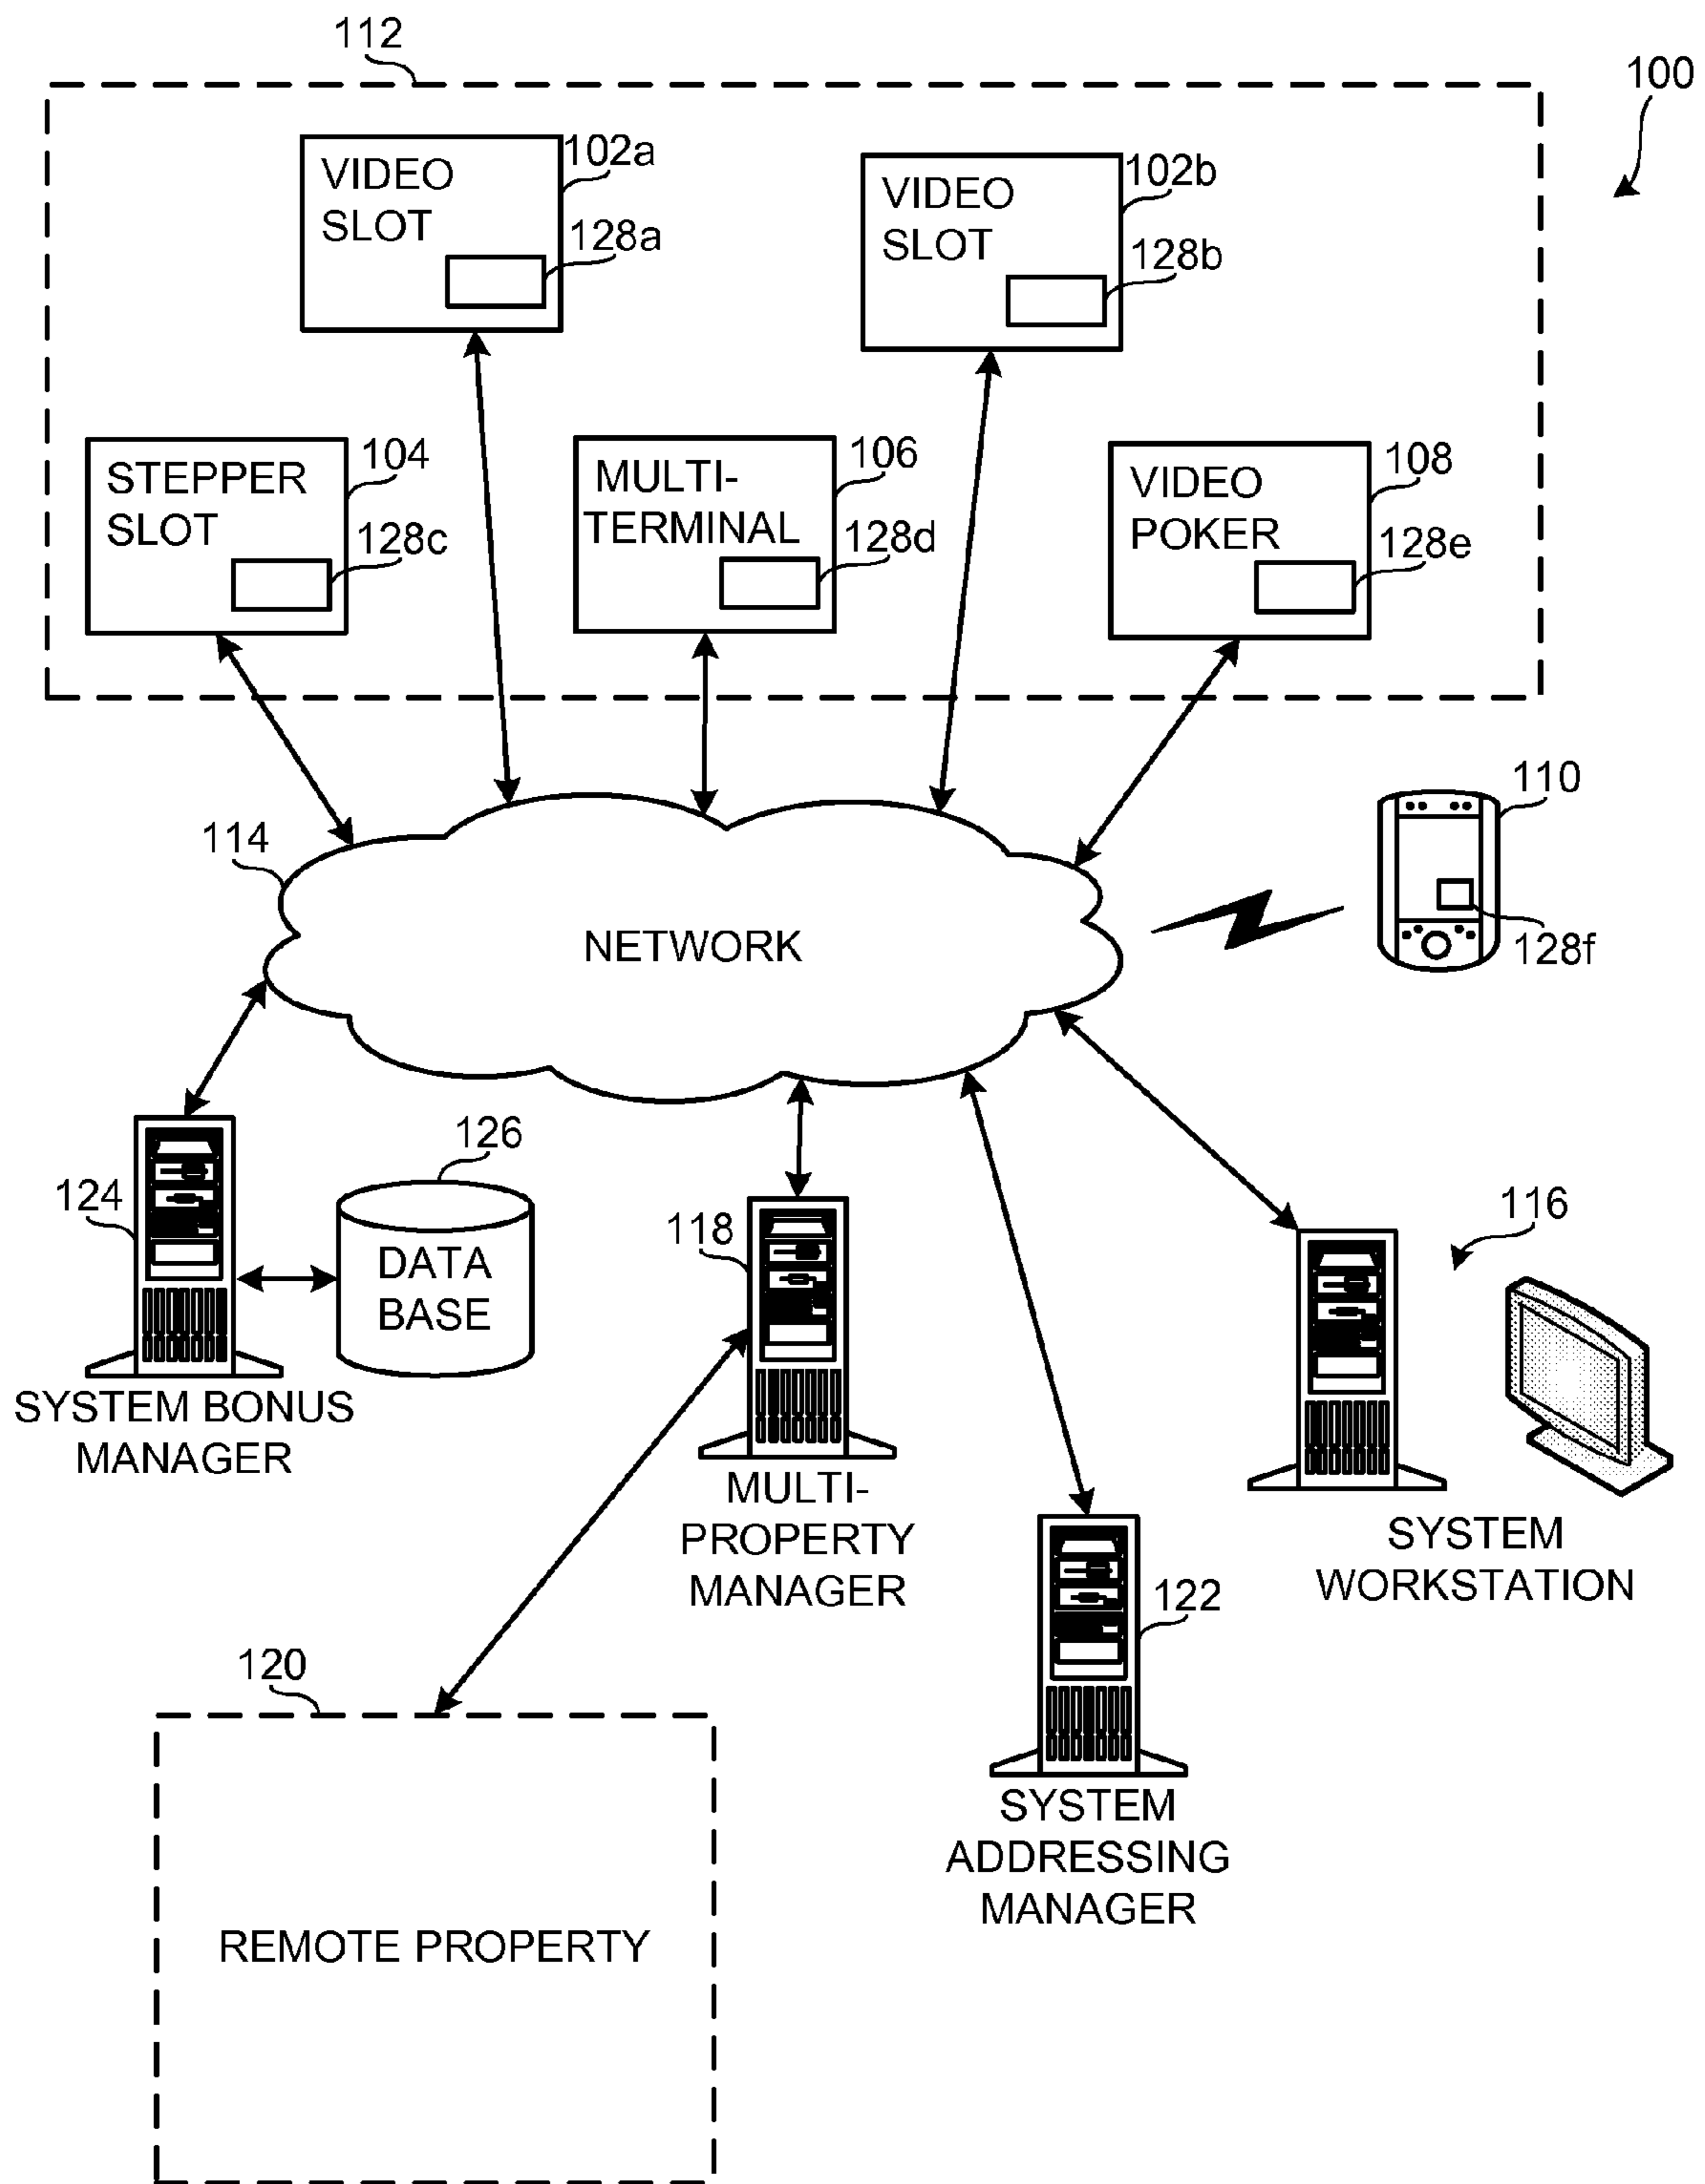 112
100
VIDEO
SLOT
102a
128a
VIDEO
SLOT
102b
128b
STEPPER
SLOT
104
128c
MULTI-
TERMINAL
106
128d
VIDEO
POKER
108
128e
110
128f
114
NETWORK
124
126
DATA
BASE
SYSTEM BONUS
MANAGER
118
MULTI-
PROPERTY
MANAGER
116
SYSTEM
WORKSTATION
122
SYSTEM
ADDRESSING
MANAGER
120
REMOTE PROPERTY